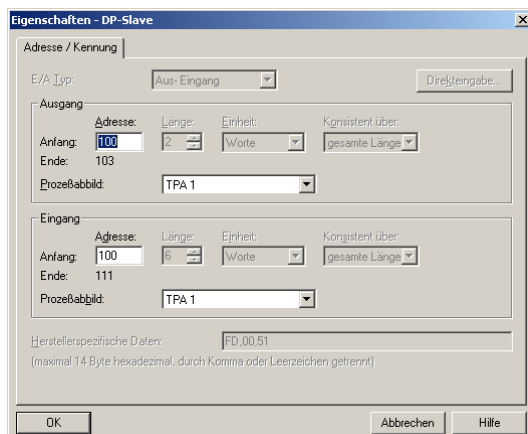 Eigenschaften - DP-Slave
Adresse / Kennung
E/A Typ: Aus- Eingang Direkteingabe...
Ausgang
Adresse: Länge: Einheit: Konsistent über:
Anfang: 100 2 Worte gesamte Länge
Ende: 103
Prozeßabbild: TPA 1
Eingang
Adresse: Länge: Einheit: Konsistent über:
Anfang: 100 6 Worte gesamte Länge
Ende: 111
Prozeßabbild: TPA 1
Herstellerspezifische Daten: FD,00,51
(maximal 14 Byte hexadezimal, durch Komma oder Leerzeichen getrennt)
OK Abbrechen Hilfe